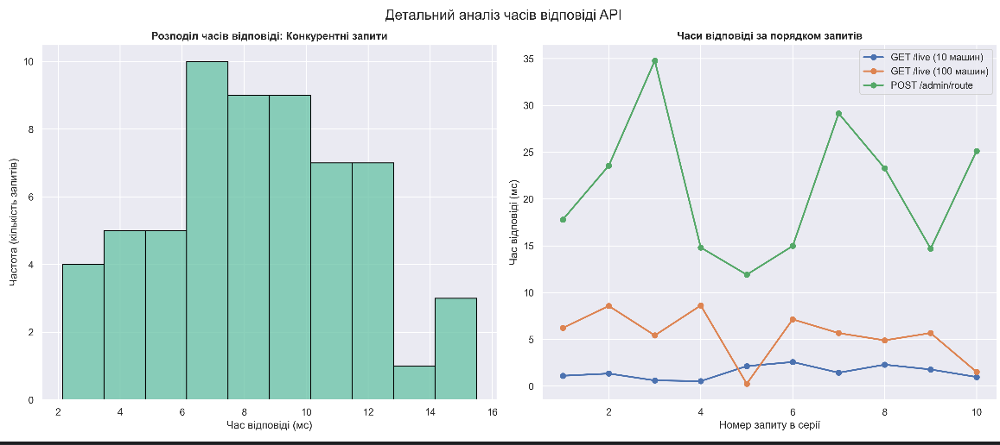 Детальний аналіз часів відповіді API
Розподіл часів відповіді: Конкурентні запити
Частота (кількість запитів)
10
8
6
4
2
0
2 4 6 8 10 12 14 16
Час відповіді (мс)
Часи відповіді за порядком запитів
GET /live (10 машин)
GET /live (100 машин)
POST /admin/route
Час відповіді (мс)
35
30
25
20
15
10
5
0
2 4 6 8 10
Номер запиту в серії